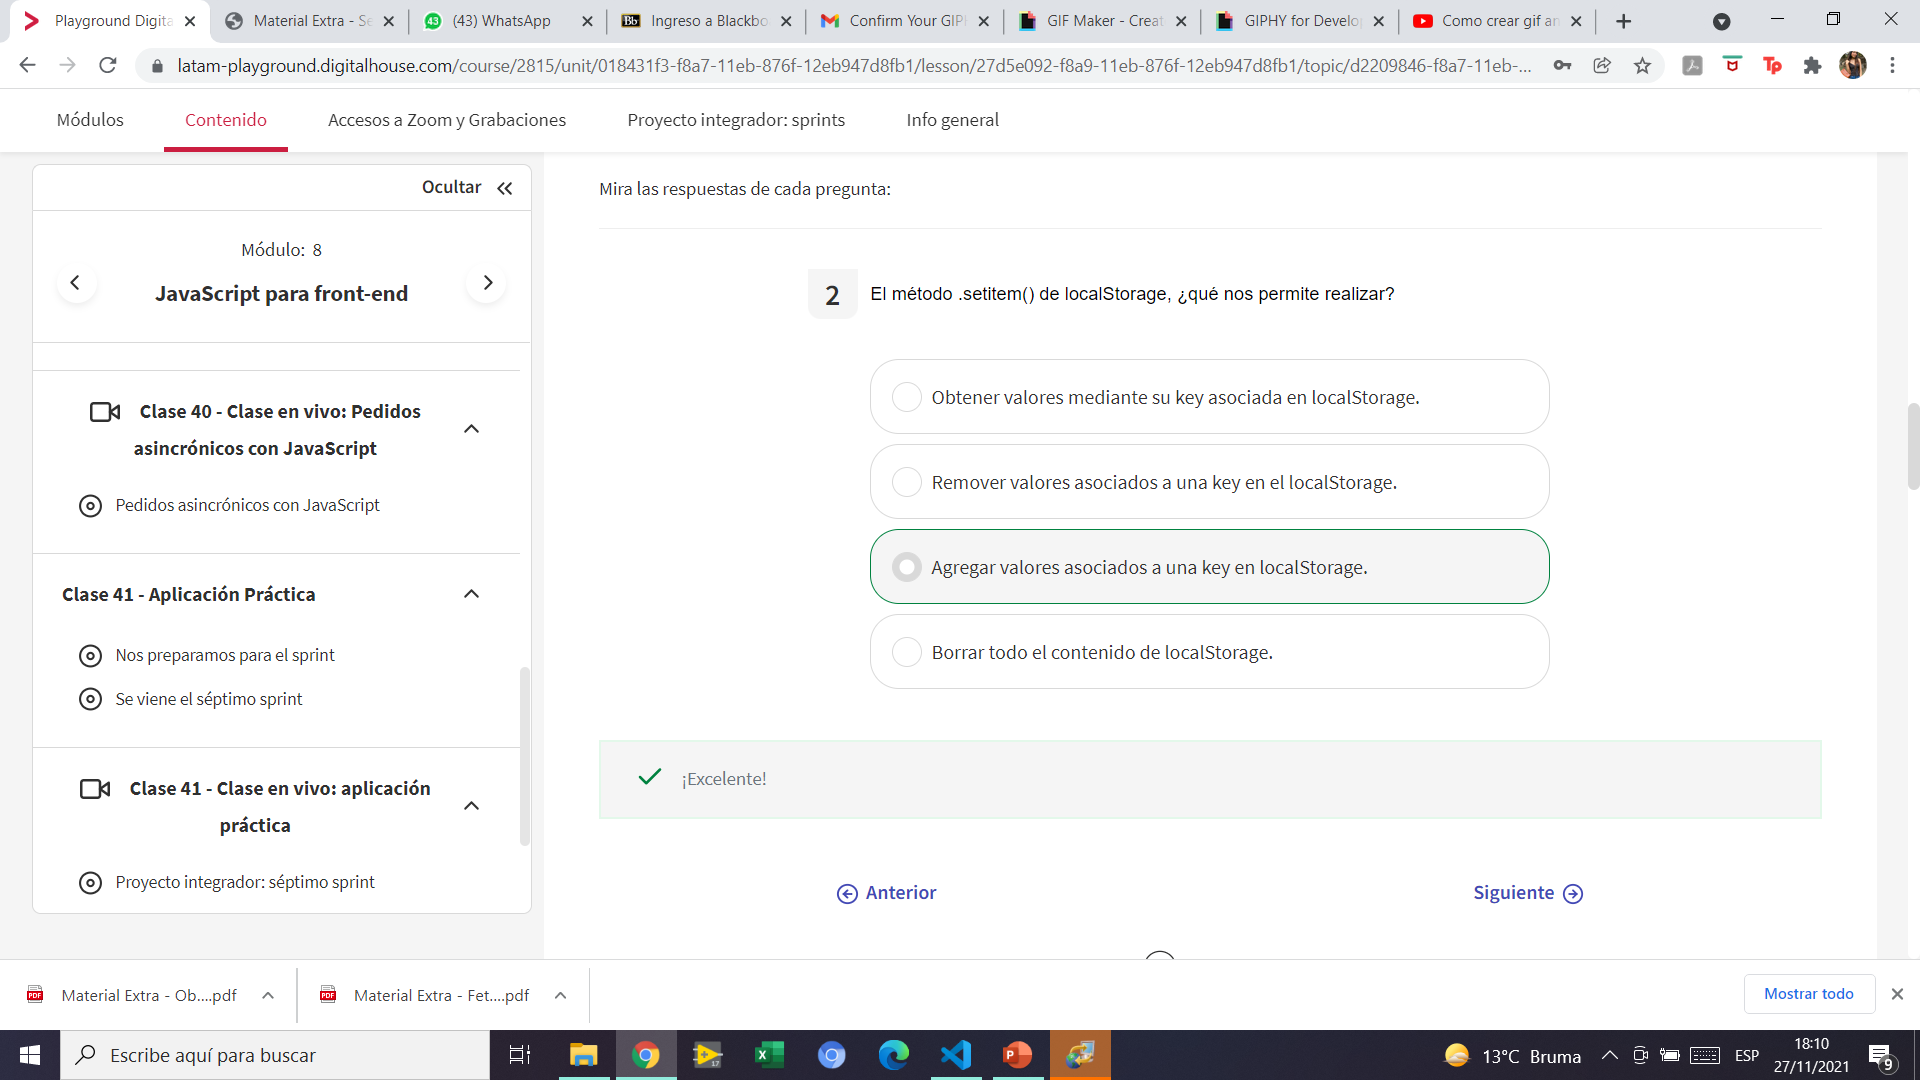 Playground Digita
Material Extra - Se
(43) WhatsApp
Ingreso a Blackbo
Confirm Your GIPH
GIF Maker - Creat
GIPHY for Develo
Como crear gif an
latam-playground.digitalhouse.com/course/2815/unit/018431f3-f8a7-11eb-876f-12eb947d8fb1/lesson/27d5e092-f8a9-11eb-876f-12eb947d8fb1/topic/d2209846-f8a7-11eb-...
Módulos
Contenido
Accesos a Zoom y Grabaciones
Proyecto integrador: sprints
Info general
Ocultar
Módulo: 8
JavaScript para front-end
Clase 40 - Clase en vivo: Pedidos
asincrónicos con JavaScript
Pedidos asincrónicos con JavaScript
Clase 41 - Aplicación Práctica
Nos preparamos para el sprint
Se viene el séptimo sprint
Clase 41 - Clase en vivo: aplicación
práctica
Proyecto integrador: séptimo sprint
Mira las respuestas de cada pregunta:
2
El método .setitem() de localStorage, ¿qué nos permite realizar?
Obtener valores mediante su key asociada en localStorage.
Remover valores asociados a una key en el localStorage.
Agregar valores asociados a una key en localStorage.
Borrar todo el contenido de localStorage.
¡Excelente!
Anterior
Siguiente
Material Extra - Ob....pdf
Material Extra - Fet....pdf
Mostrar todo
Escribe aquí para buscar
13°C Bruma
ESP
18:10
27/11/2021
9